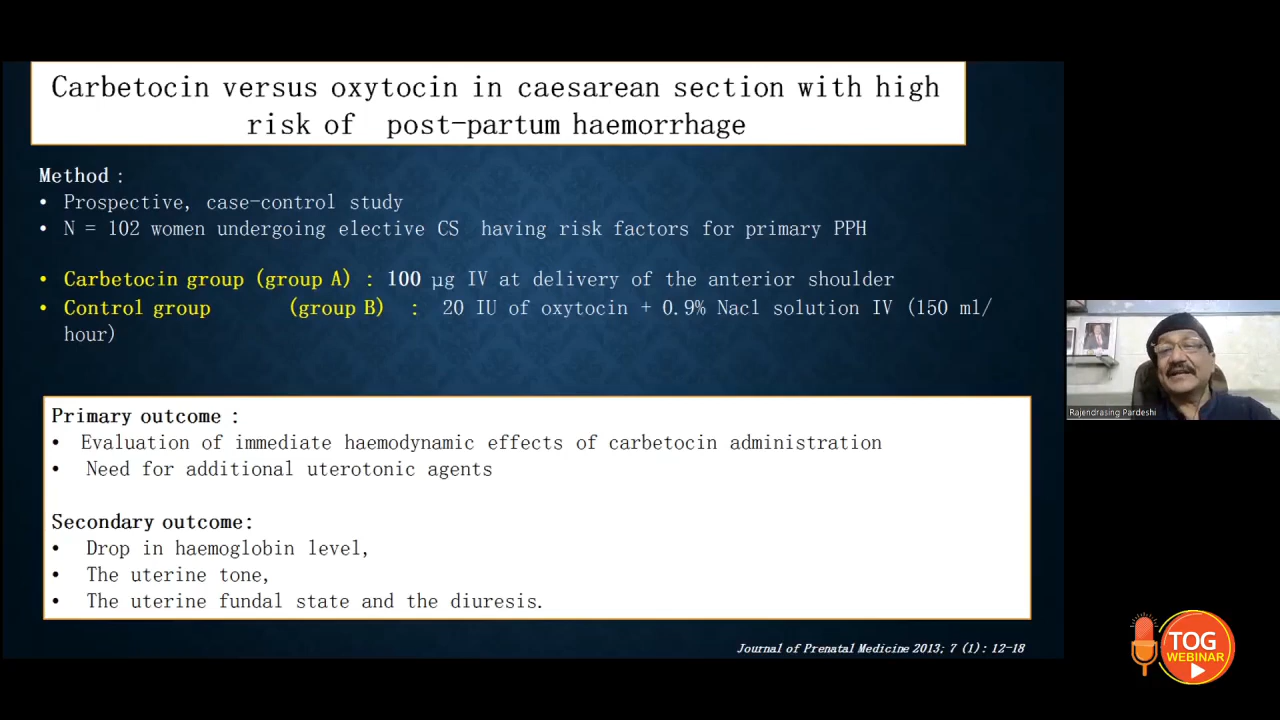 Carbetocin versus oxytocin in caesarean section with high
risk of post-partum haemorrhage
Method :
• Prospective, case-control study
• N = 102 women undergoing elective CS having risk factors for primary PPH
• Carbetocin group (group A) : 100 µg IV at delivery of the anterior shoulder
• Control group (group B) : 20 IU of oxytocin + 0.9% Nacl solution IV (150 ml/
hour)
Primary outcome :
• Evaluation of immediate haemodynamic effects of carbetocin administration
• Need for additional uterotonic agents
Secondary outcome:
• Drop in haemoglobin level,
• The uterine tone,
• The uterine fundal state and the diuresis.
Journal of Prenatal Medicine 2013; 7 (1): 12-18
Rajendrasing Pardeshi
TOG
WEBINAR